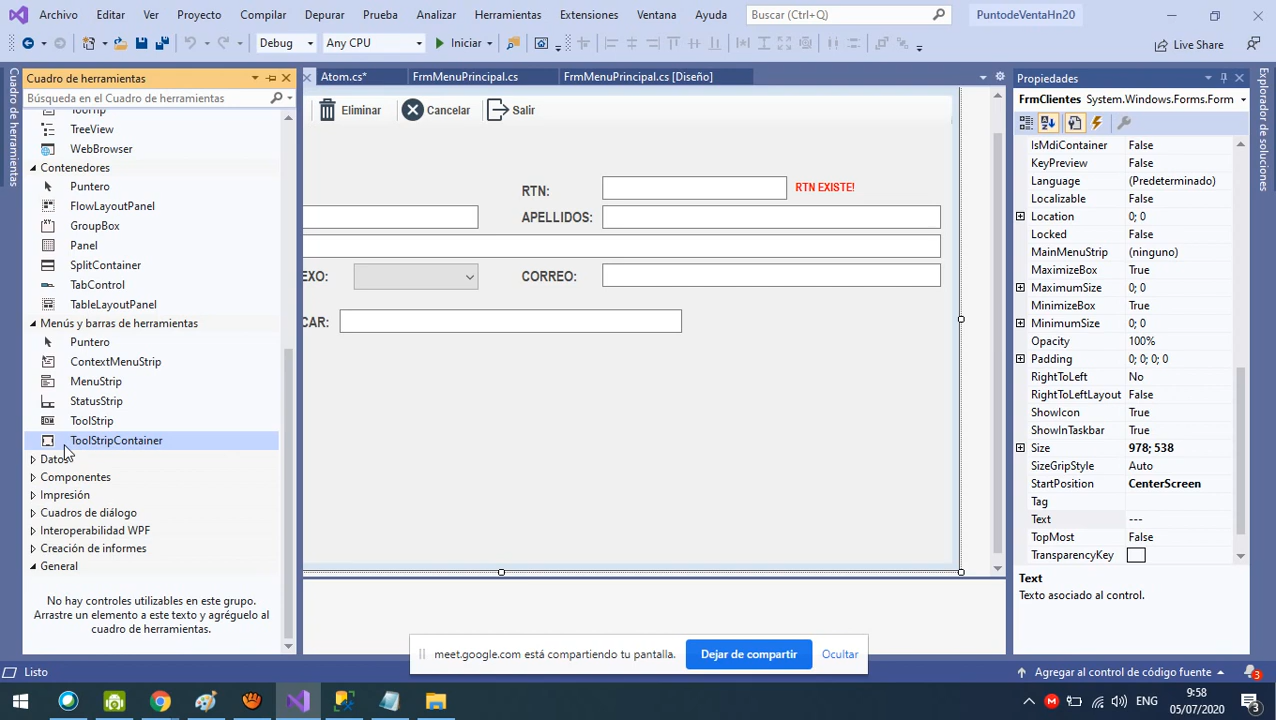 Archivo Editar Ver Proyecto Compilar Depurar Prueba Analizar Herramientas Extensiones Ventana Ayuda Buscar (Ctrl+Q) PuntodeVentaHn20
Debug Any CPU Iniciar Live Share
Cuadro de herramientas
Cuadro de herramientas
Búsqueda en el Cuadro de herramientas
ToolTip
TreeView
WebBrowser
Contenedores
Puntero
FlowLayoutPanel
GroupBox
Panel
SplitContainer
TabControl
TableLayoutPanel
Menús y barras de herramientas
Puntero
ContextMenuStrip
MenuStrip
StatusStrip
ToolStrip
ToolStripContainer
Datos
Componentes
Impresión
Cuadros de diálogo
Interoperabilidad WPF
Creación de informes
General
No hay controles utilizables en este grupo.
Arrastre un elemento a este texto y agréguelo al
cuadro de herramientas.
Atom.cs* FrmMenuPrincipal.cs FrmMenuPrincipal.cs [Diseño]
Eliminar Cancelar Salir
RTN: RTN EXISTE!
APELLIDOS:
EXO: CORREO:
CAR:
Propiedades
FrmClientes System.Windows.Forms.Form
IsMdiContainer False
KeyPreview False
Language (Predeterminado)
Localizable False
Location 0; 0
Locked False
MainMenuStrip (ninguno)
MaximizeBox True
MaximumSize 0; 0
MinimizeBox True
MinimumSize 0; 0
Opacity 100%
Padding 0; 0; 0; 0
RightToLeft No
RightToLeftLayout False
ShowIcon True
ShowInTaskbar True
Size 978; 538
SizeGripStyle Auto
StartPosition CenterScreen
Tag
Text ---
TopMost False
TransparencyKey
Text
Texto asociado al control.
Explorador de soluciones
meet.google.com está compartiendo tu pantalla. Dejar de compartir Ocultar
Listo Agregar al control de código fuente 3
ENG 9:58
05/07/2020 3